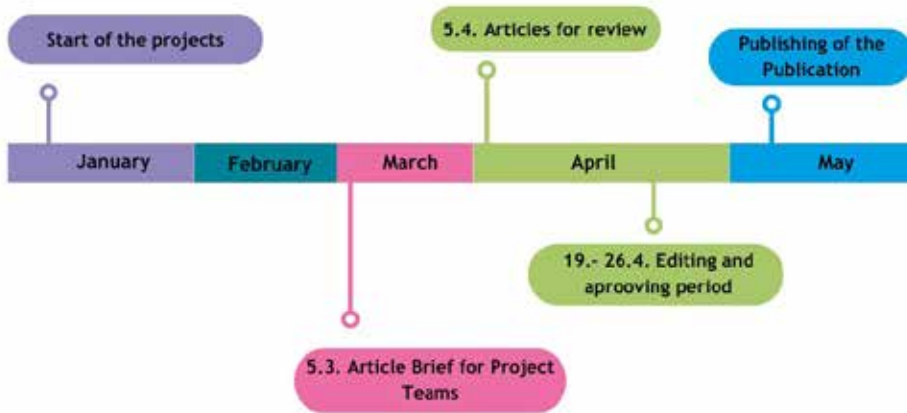 Start of the projects
5.4. Articles for review
Publishing of the
Publication
January
February
March
April
May
19.- 26.4. Editing and
aprooving period
5.3. Article Brief for Project
Teams